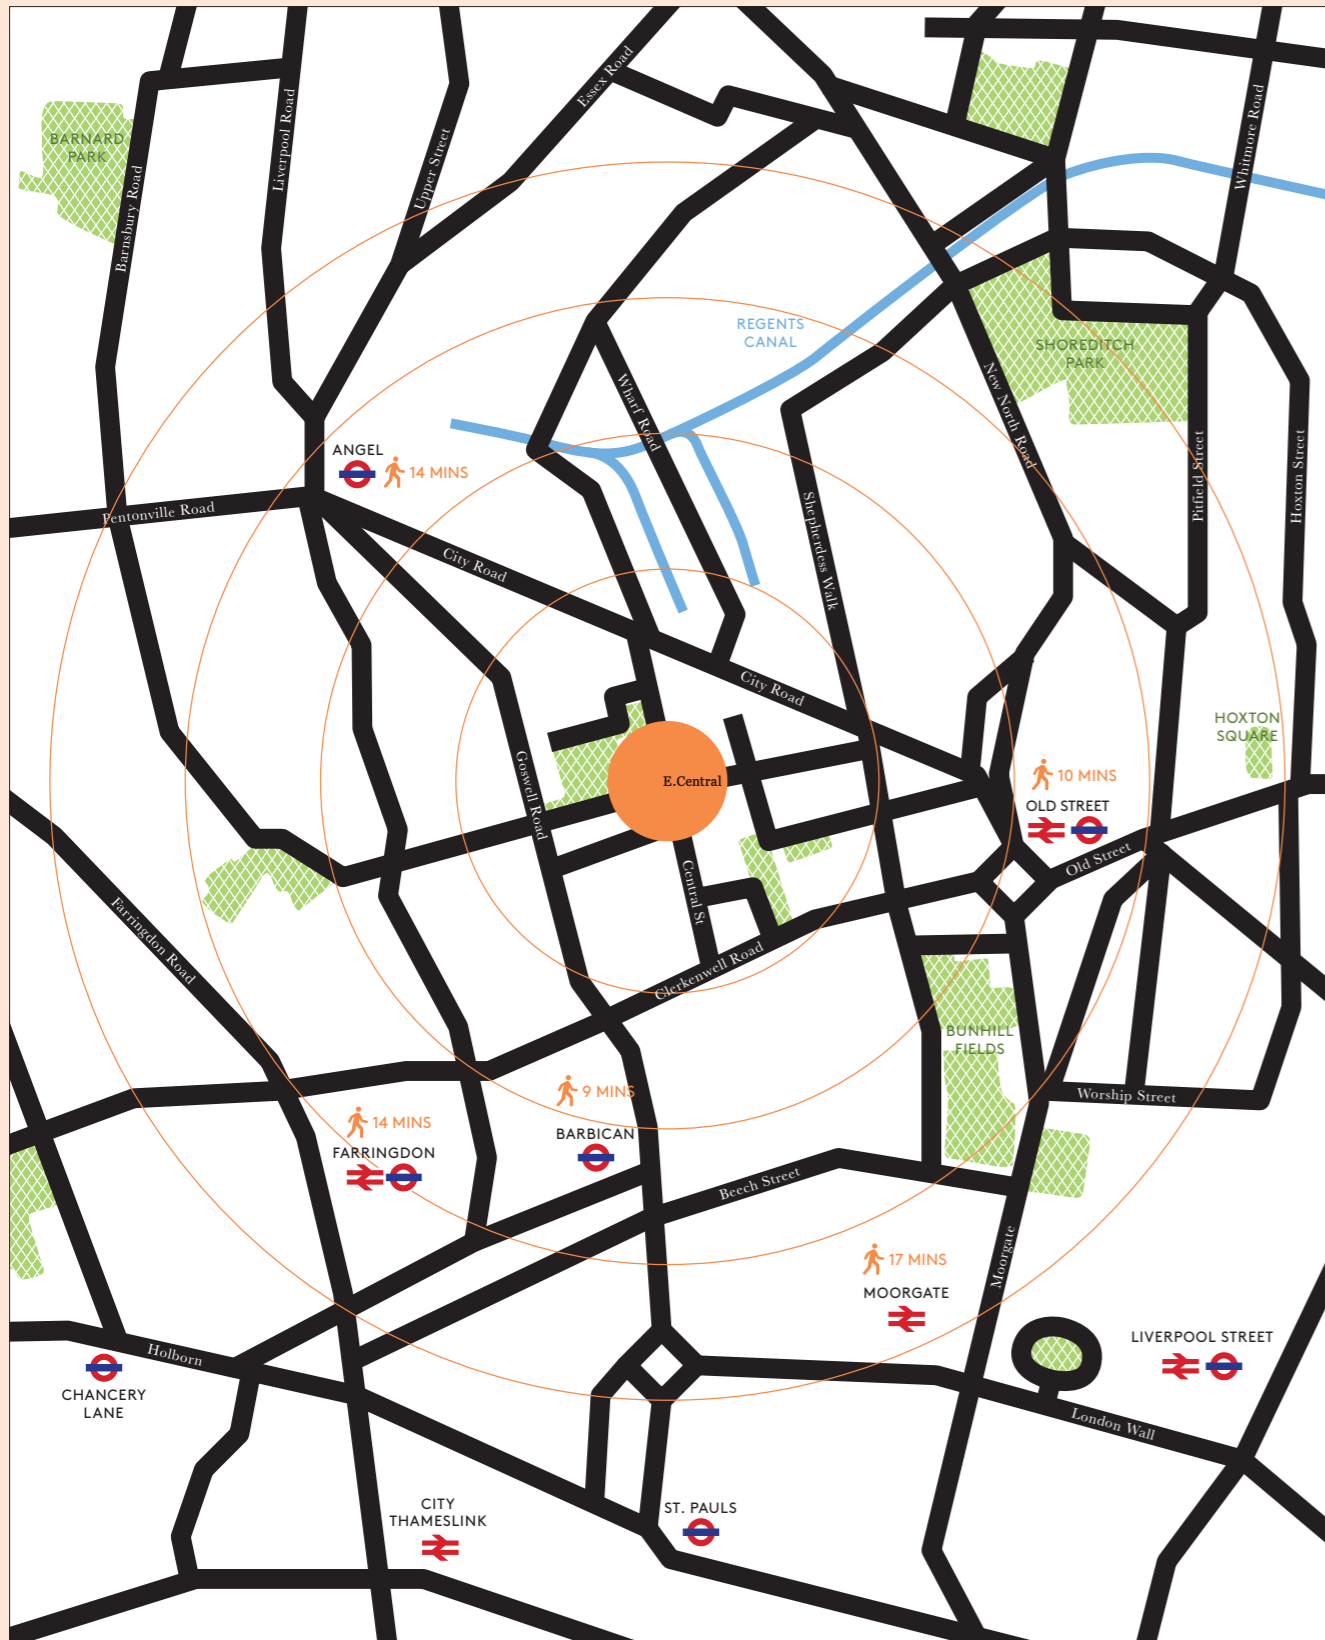 Essex Road
Whitmore Road
Liverpool Road
BARNARD
PARK
Upper Street
Barnsbury Road
REGENTS
CANAL
SHOREDITCH
PARK
Wharf Road
New North Road
ANGEL
14 MINS
Pitfield Street
Hoxton Street
Pentonville Road
City Road
Shepherdess Walk
City Road
HOXTON
SQUARE
E.Central
10 MINS
OLD STREET
Goswell Road
Old Street
Central St
Farringdon Road
Clerkenwell Road
BUNHILL
FIELDS
9 MINS
Worship Street
14 MINS
BARBICAN
FARRINGDON
Beech Street
Moorgate
17 MINS
MOORGATE
LIVERPOOL STREET
Holborn
CHANCERY
LANE
London Wall
CITY
THAMESLINK
ST. PAULS